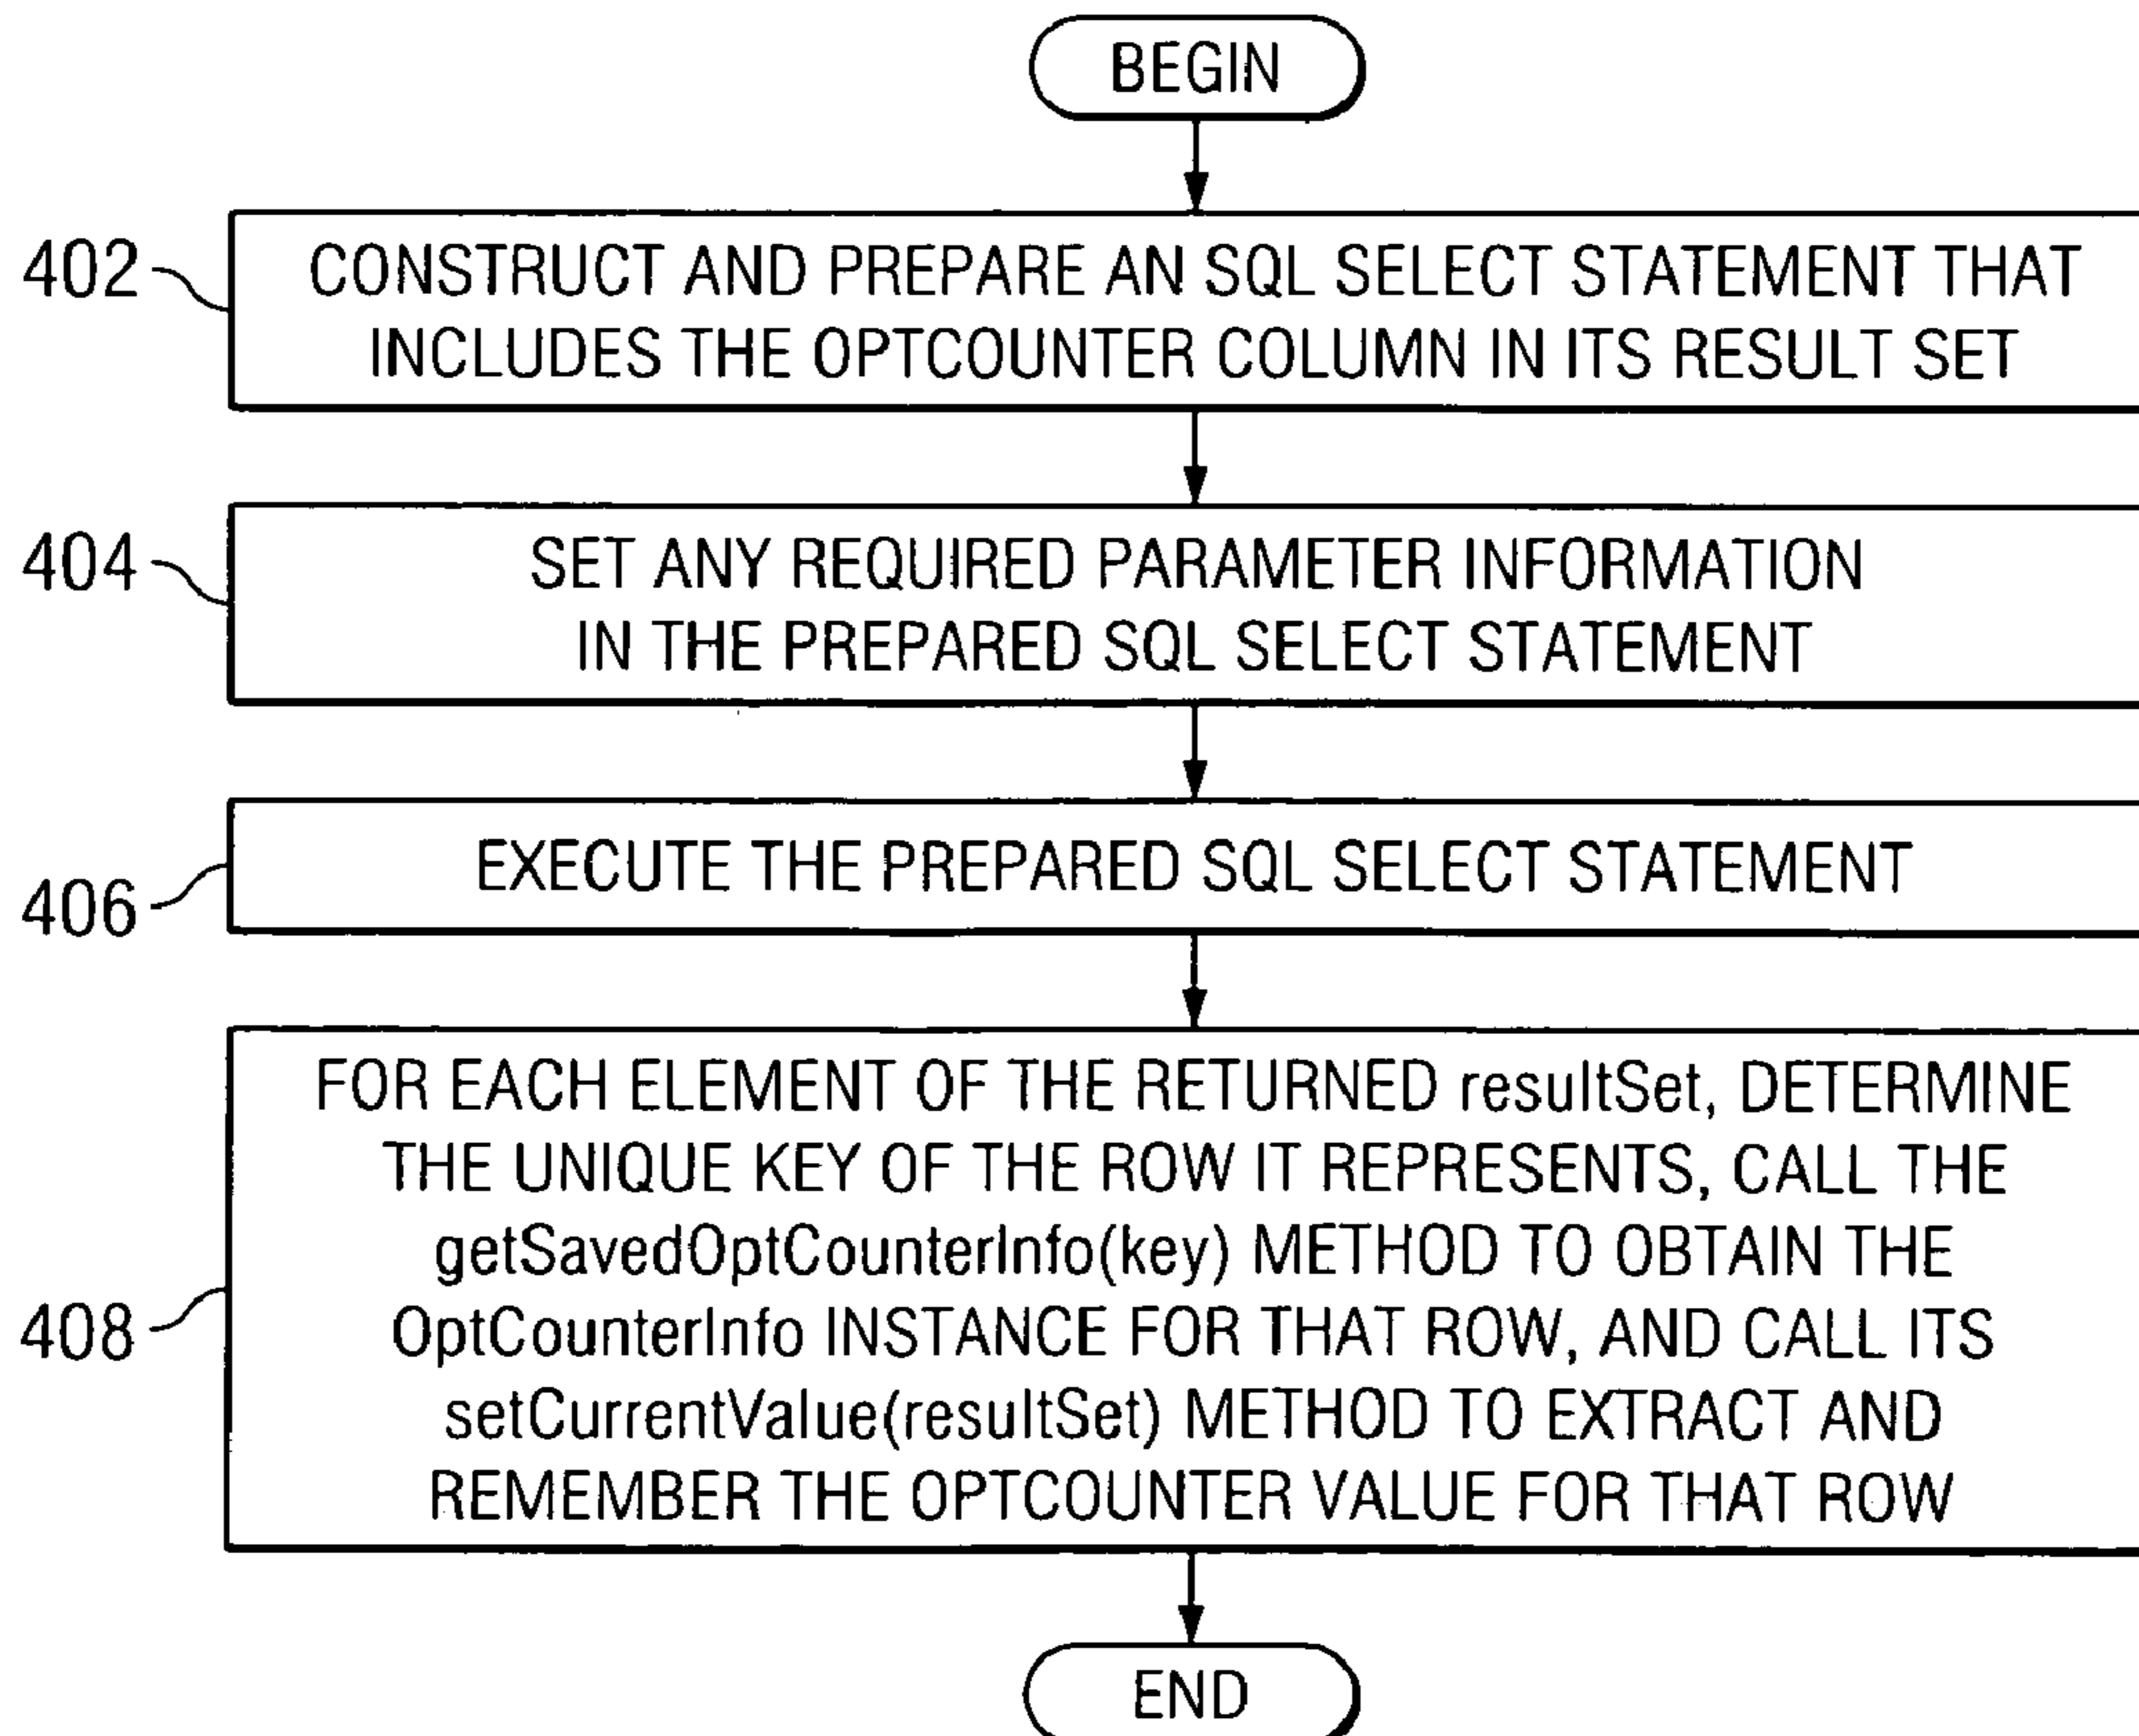 BEGIN
402
CONSTRUCT AND PREPARE AN SQL SELECT STATEMENT THAT
INCLUDES THE OPTCOUNTER COLUMN IN ITS RESULT SET
404
SET ANY REQUIRED PARAMETER INFORMATION
IN THE PREPARED SQL SELECT STATEMENT
406
EXECUTE THE PREPARED SQL SELECT STATEMENT
408
FOR EACH ELEMENT OF THE RETURNED resultSet, DETERMINE
THE UNIQUE KEY OF THE ROW IT REPRESENTS, CALL THE
getSavedOptCounterInfo(key) METHOD TO OBTAIN THE
OptCounterInfo INSTANCE FOR THAT ROW, AND CALL ITS
setCurrentValue(resultSet) METHOD TO EXTRACT AND
REMEMBER THE OPTCOUNTER VALUE FOR THAT ROW
END